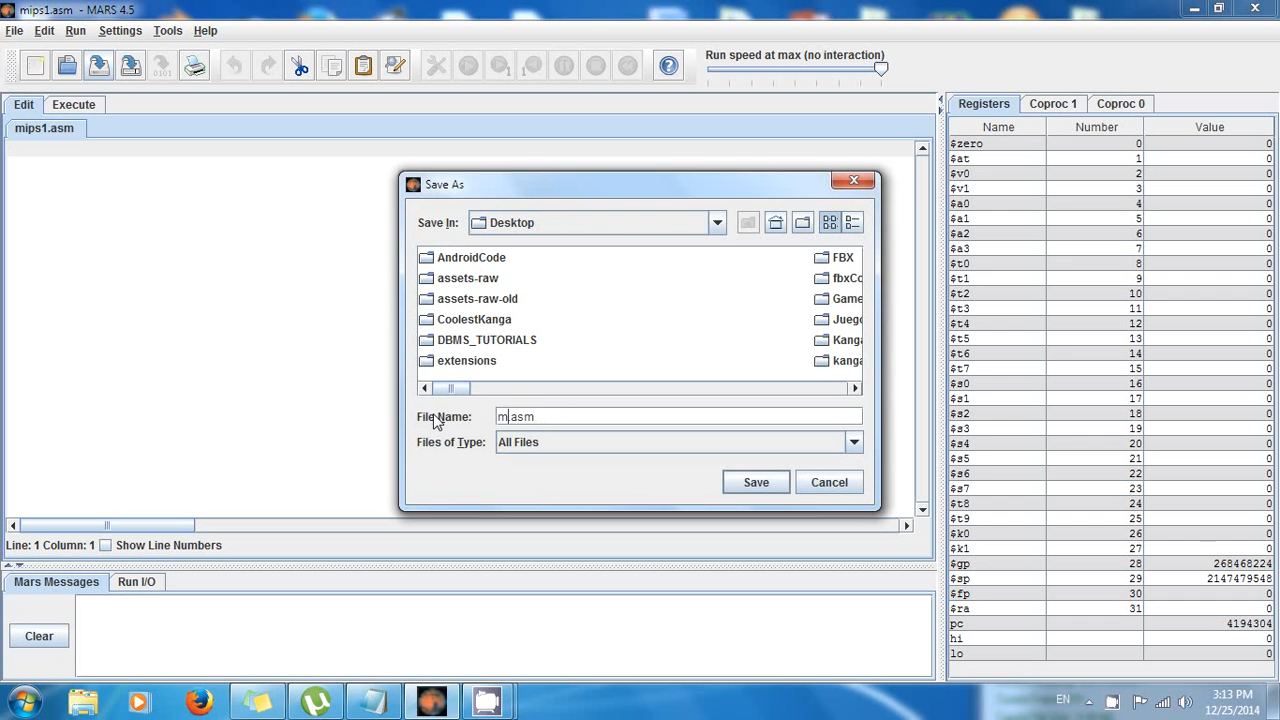 mips1.asm - MARS 4.5
File Edit Run Settings Tools Help
Run speed at max (no interaction)
Edit Execute
mips1.asm
Save As
Save In: Desktop
AndroidCode
assets-raw
assets-raw-old
CoolestKanga
DBMS_TUTORIALS
extensions
FBX
fbxCo
Game
Juego
Kanga
kanga
File Name: m.asm
Files of Type: All Files
Save Cancel
Line: 1 Column: 1 Show Line Numbers
Mars Messages Run I/O
Clear
Registers Coproc 1 Coproc 0
Name Number Value
$zero 0 0
$at 1 0
$v0 2 0
$v1 3 0
$a0 4 0
$a1 5 0
$a2 6 0
$a3 7 0
$t0 8 0
$t1 9 0
$t2 10 0
$t3 11 0
$t4 12 0
$t5 13 0
$t6 14 0
$t7 15 0
$s0 16 0
$s1 17 0
$s2 18 0
$s3 19 0
$s4 20 0
$s5 21 0
$s6 22 0
$s7 23 0
$t8 24 0
$t9 25 0
$k0 26 0
$k1 27 0
$gp 28 268468224
$sp 29 2147479548
$fp 30 0
$ra 31 0
pc 4194304
hi 0
lo 0
EN
3:13 PM
12/25/2014